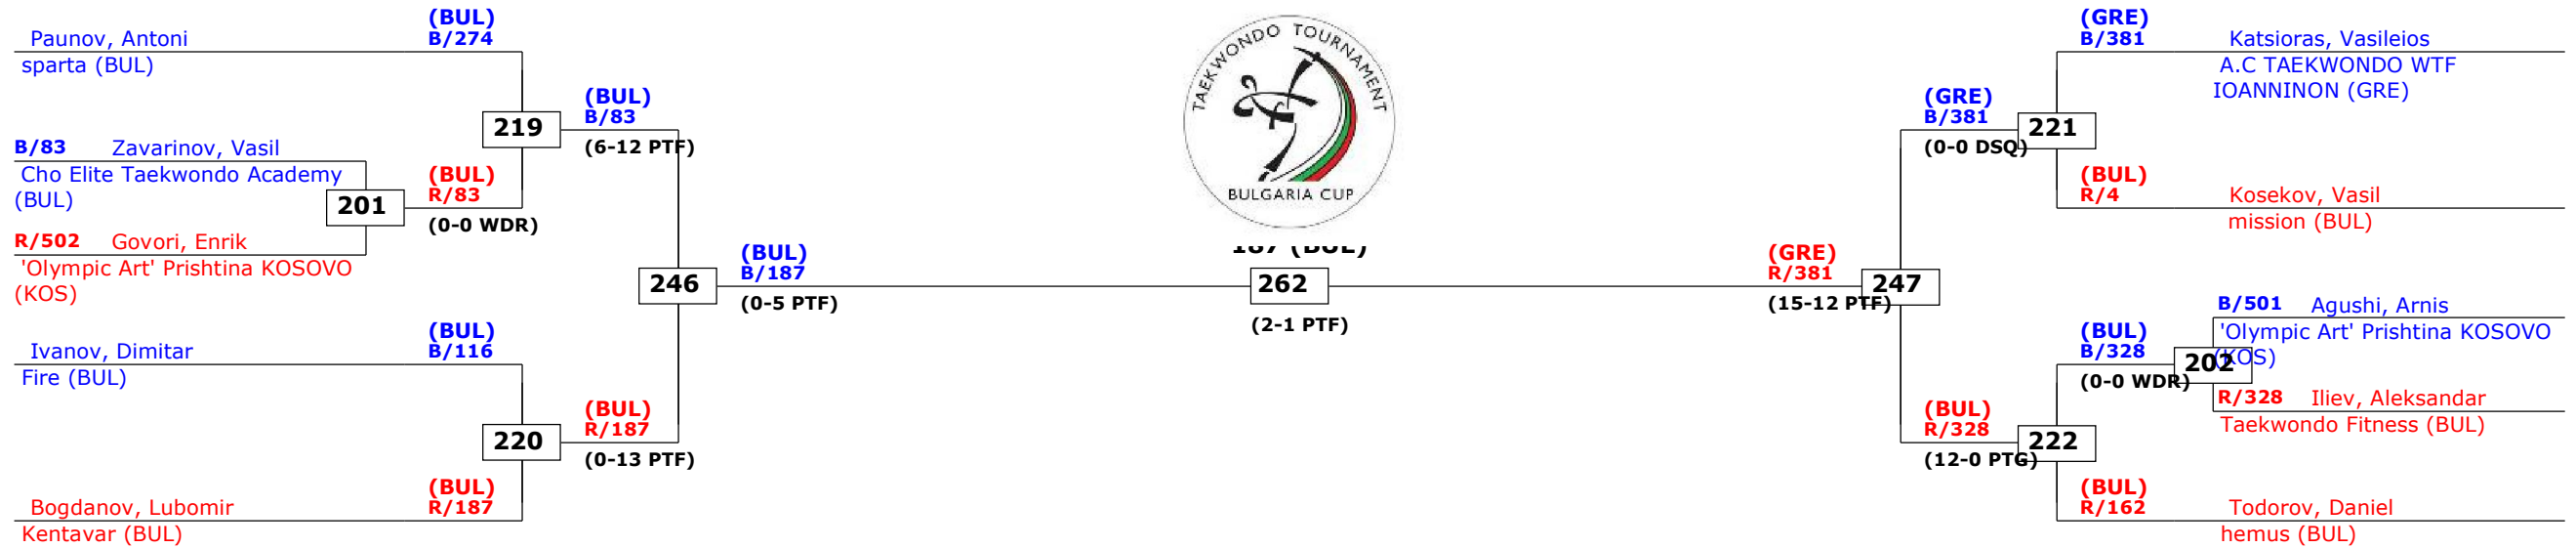 (BUL)
B/274
Paunov, Antoni
sparta (BUL)
219
(BUL)
B/83
(6-12 PTF)
B/83 Zavarinov, Vasil
Cho Elite Taekwondo Academy
(BUL)
201
(BUL)
R/83
(0-0 WDR)
R/502 Govori, Enrik
'Olympic Art' Prishtina KOSOVO
(KOS)
246
(BUL)
B/187
(0-5 PTF)
(BUL)
B/116
Ivanov, Dimitar
Fire (BUL)
220
(BUL)
R/187
(0-13 PTF)
(BUL)
R/187
Bogdanov, Lubomir
Kentavar (BUL)
TAEKWONDO TOURNAMENT
BULGARIA CUP
187 (BUL)
262
(2-1 PTF)
(GRE)
B/381
Katsioras, Vasileios
A.C TAEKWONDO WTF
IOANNINON (GRE)
(GRE)
B/381
(0-0 DSQ)
221
(BUL)
R/4
Kosekov, Vasil
mission (BUL)
(GRE)
R/381
(15-12 PTF)
247
B/501 Agushi, Arnis
'Olympic Art' Prishtina KOSOVO
(KOS)
(BUL)
B/328
(0-0 WDR)
202
R/328 Iliev, Aleksandar
Taekwondo Fitness (BUL)
(BUL)
R/328
(12-0 PTG)
222
(BUL)
R/162
Todorov, Daniel
hemus (BUL)